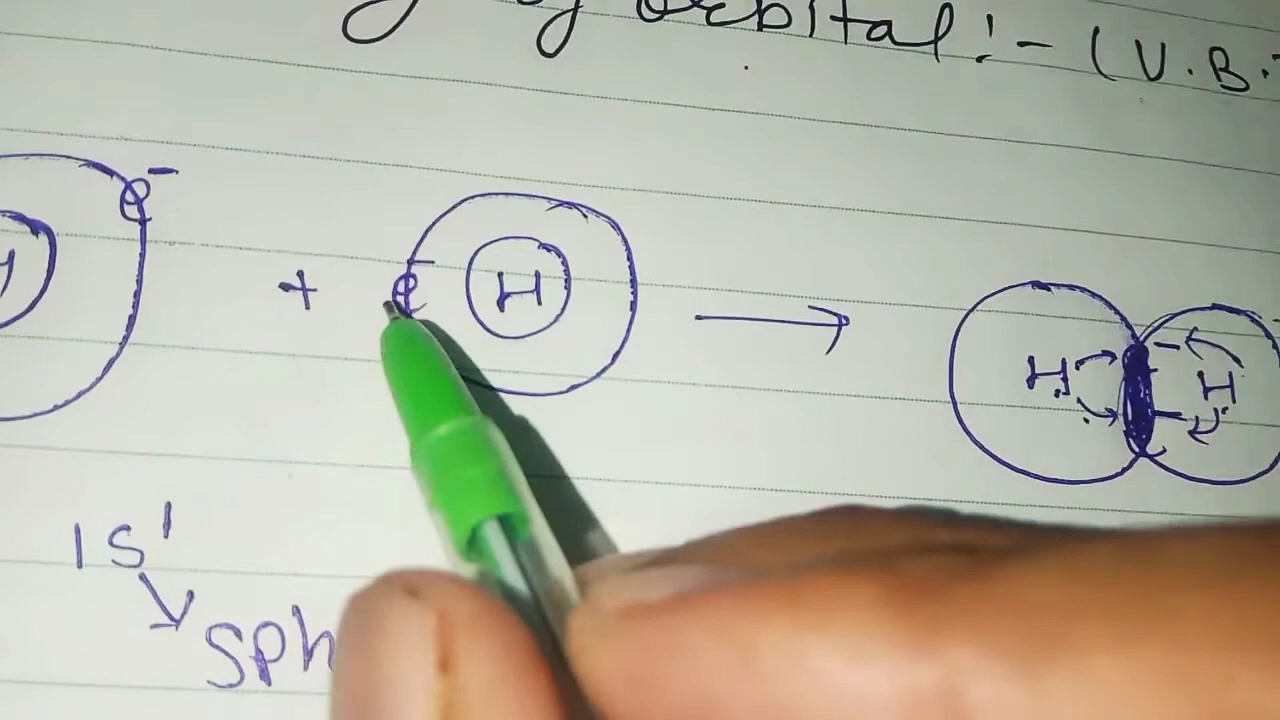 orbital :- (V.B.
e⁻ + e⁻ H → H H
1s¹
Sph